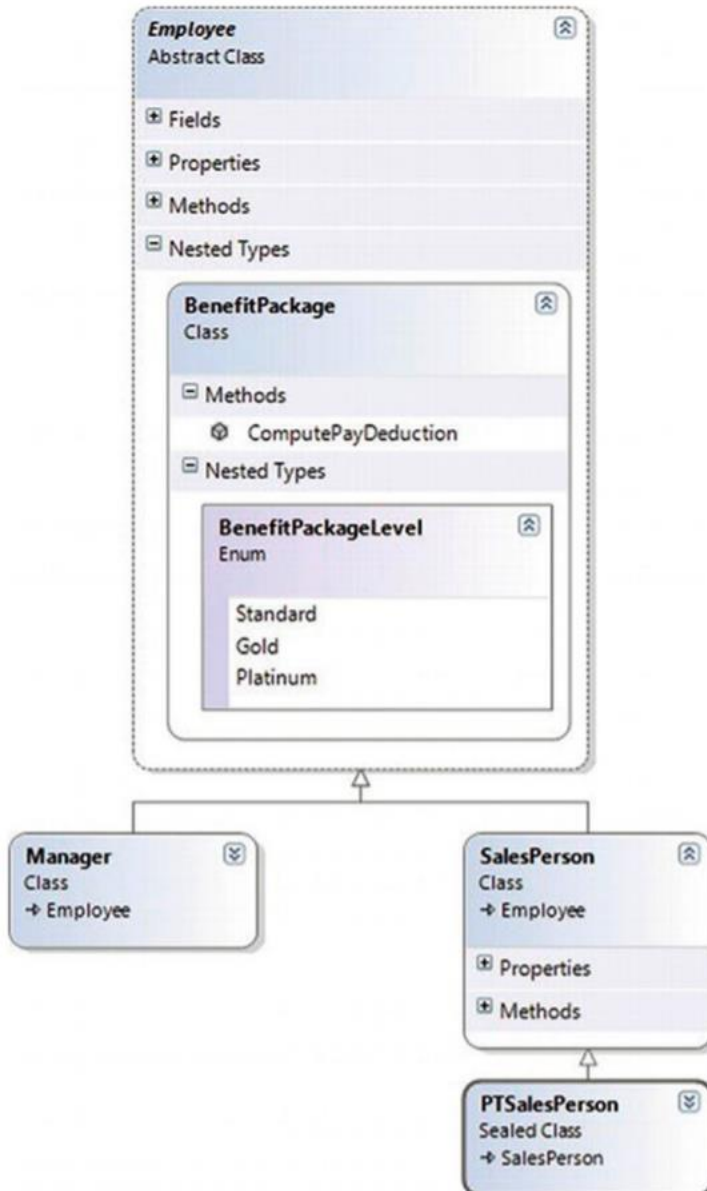 Employee
Abstract Class
Fields
Properties
Methods
Nested Types
BenefitPackage
Class
Methods
ComputePayDeduction
Nested Types
BenefitPackageLevel
Enum
Standard
Gold
Platinum
Manager
Class
Employee
SalesPerson
Class
Employee
Properties
Methods
PTSalesPerson
Sealed Class
SalesPerson